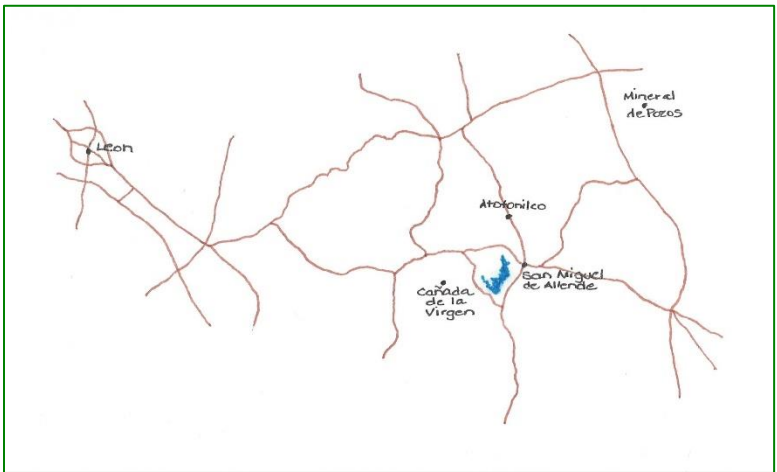 Mineral
de Pozos
Leon
Atotonilco
San Miguel
de Allende
Cañada
de la
Virgen